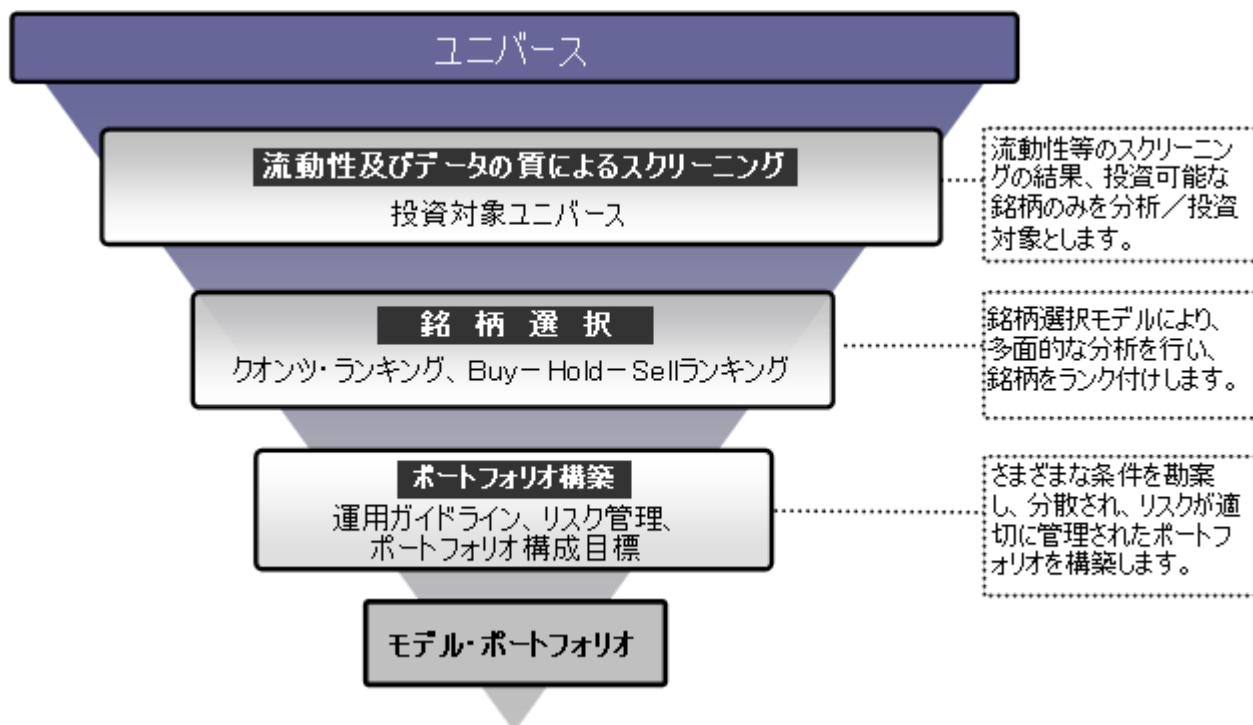 ユニバース
流動性及びデータの質によるスクリーニング
投資対象ユニバース
流動性等のスクリーニン
グの結果、投資可能な
銘柄のみを分析／投資
対象とします。
銘柄選択
クオンツ・ランキング、Buy－Hold－Sellランキング
銘柄選択モデルにより、
多面的な分析を行い、
銘柄をランク付けします。
ポートフォリオ構築
運用ガイドライン、リスク管理、
ポートフォリオ構成目標
さまざまな条件を勘案
し、分散され、リスクが適
切に管理されたポートフ
ォリオを構築します。
モデル・ポートフォリオ